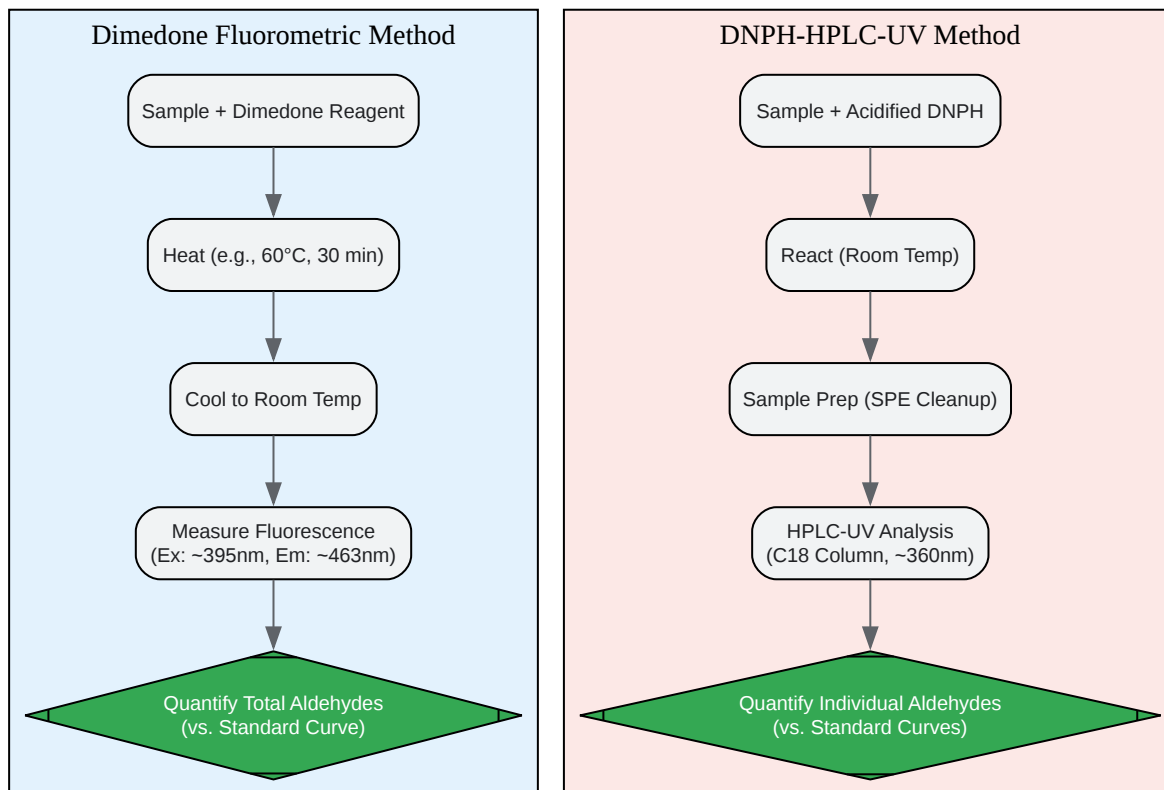 Dimedone Fluorometric Method
Sample + Dimedone Reagent
Heat (e.g., 60°C, 30 min)
Cool to Room Temp
Measure Fluorescence
(Ex: ~395nm, Em: ~463nm)
Quantify Total Aldehydes
(vs. Standard Curve)
DNPH-HPLC-UV Method
Sample + Acidified DNPH
React (Room Temp)
Sample Prep (SPE Cleanup)
HPLC-UV Analysis
(C18 Column, ~360nm)
Quantify Individual Aldehydes
(vs. Standard Curves)